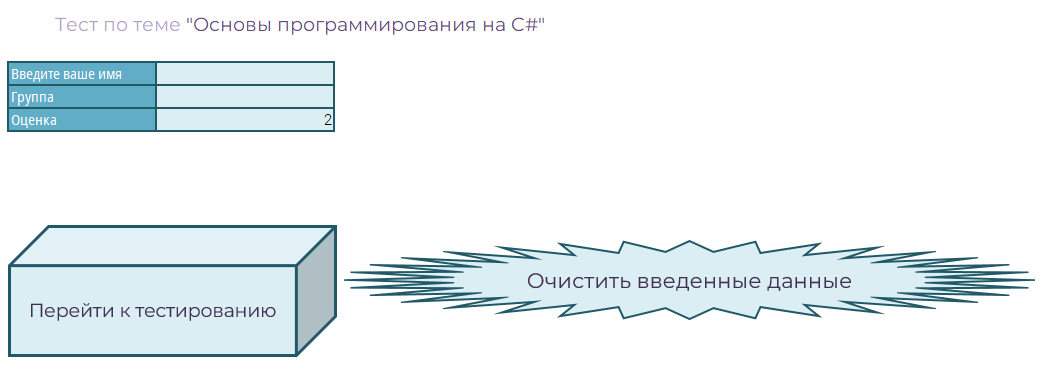 Тест по теме "Основы программирования на C#"
Введите ваше имя
Группа
Оценка 2
Перейти к тестированию
Очистить введенные данные